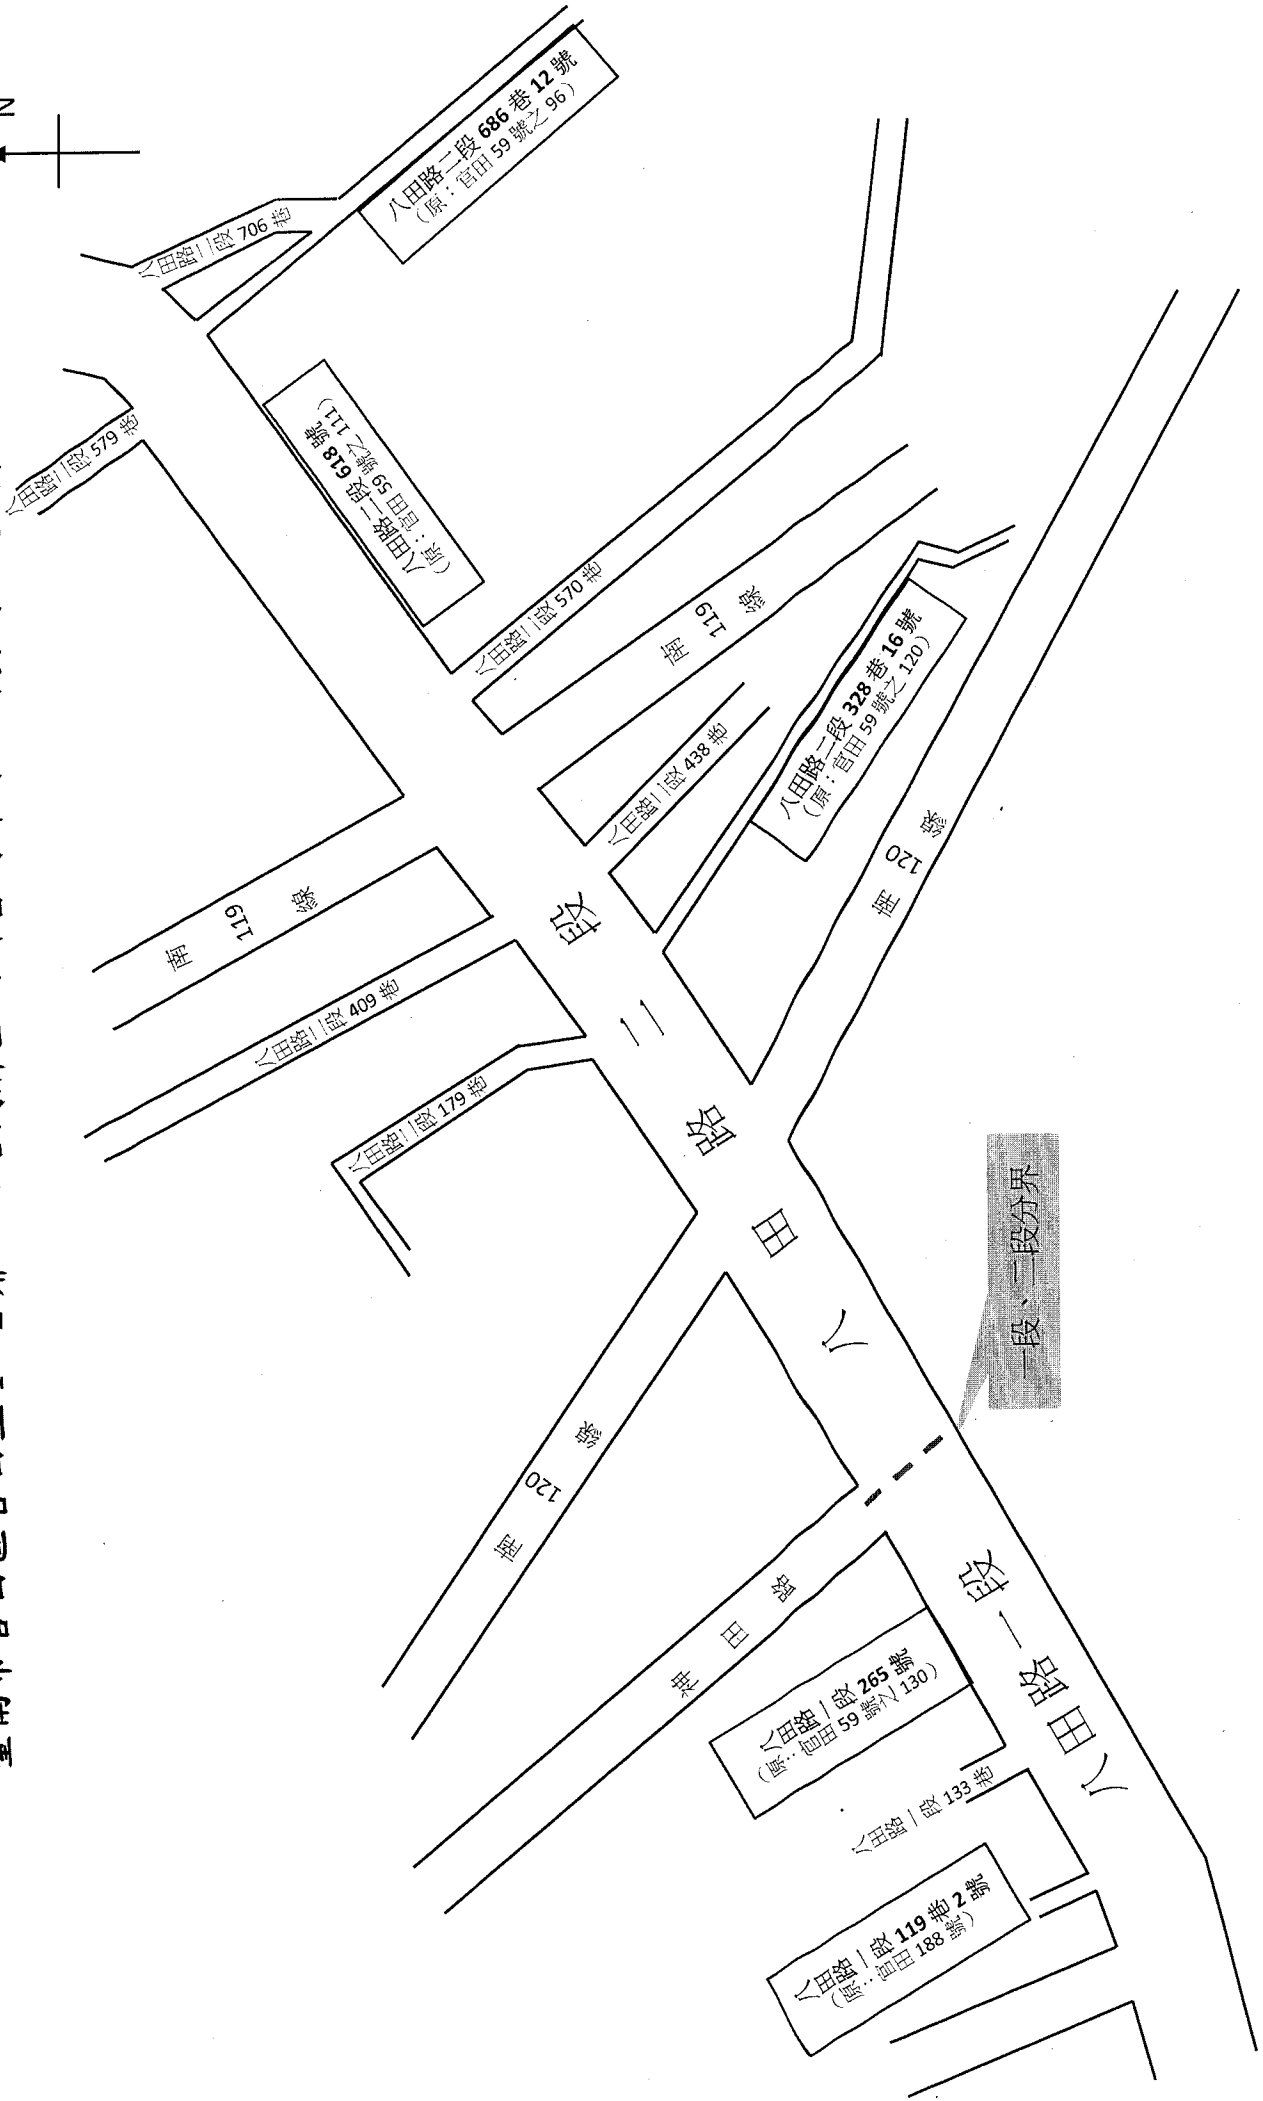 N
八田路二段 706 巷
八田路二段 686 巷 12 號
（原：官田 59 號之 96）
八田路二段 579 巷
八田路二段 618 號
（原：官田 59 號之 111）
八田路二段 570 巷
南 119 線
八田路二段 438 巷
八田路二段 328 巷 16 號
（原：官田 59 號之 120）
南 120 線
南 119 線
八田路二段 409 巷
八田路二段 179 巷
八田路二段
南 120 線
一段、二段分界
神田路
八田路一段 265 號
（原：官田 59 號之 130）
八田路一段
八田路一段 133 巷
八田路一段 119 巷 2 號
（原：官田 188 號）